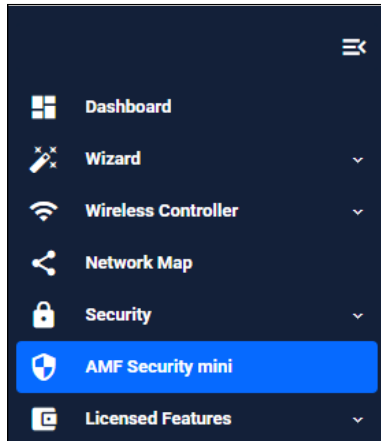 Dashboard
Wizard
Wireless Controller
Network Map
Security
AMF Security mini
Licensed Features